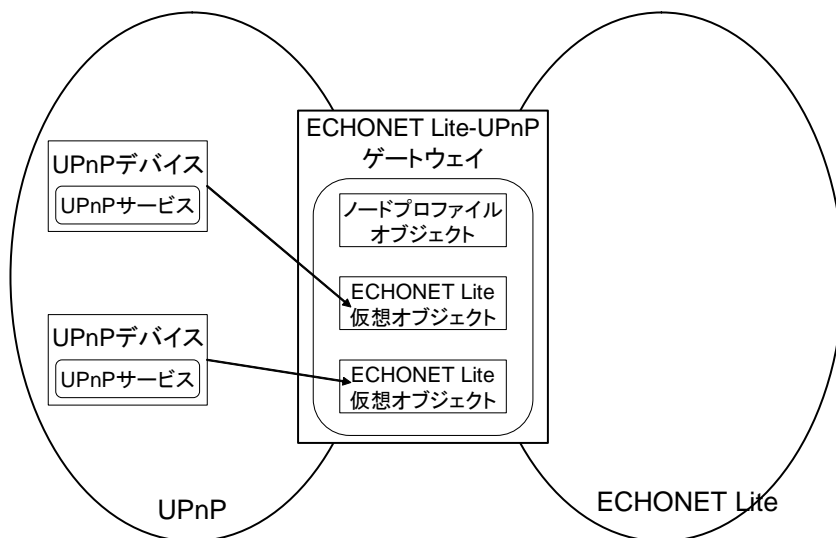 ECHONET Lite-UPnP
ゲートウェイ
UPnPデバイス
UPnPサービス
ノードプロファイル
オブジェクト
ECHONET Lite
仮想オブジェクト
UPnPデバイス
UPnPサービス
ECHONET Lite
仮想オブジェクト
UPnP
ECHONET Lite